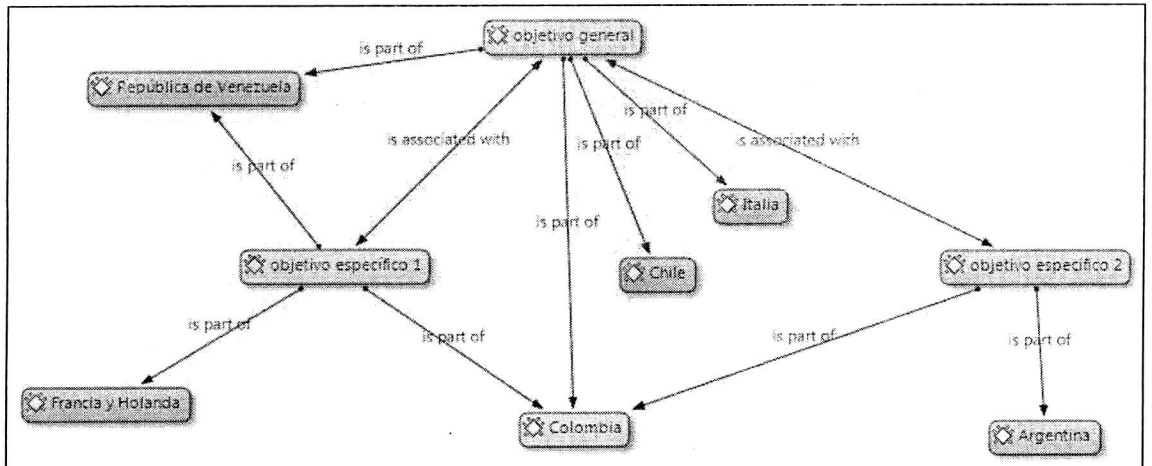 objetivo general
is part of
República de Venezuela
is part of
is associated with
is part of
is associated with
is part of
Italia
is part of
objetivo específico 1
Chile
objetivo específico 2
is part of
is part of
is part of
is part of
Francia y Holanda
Colombia
Argentina